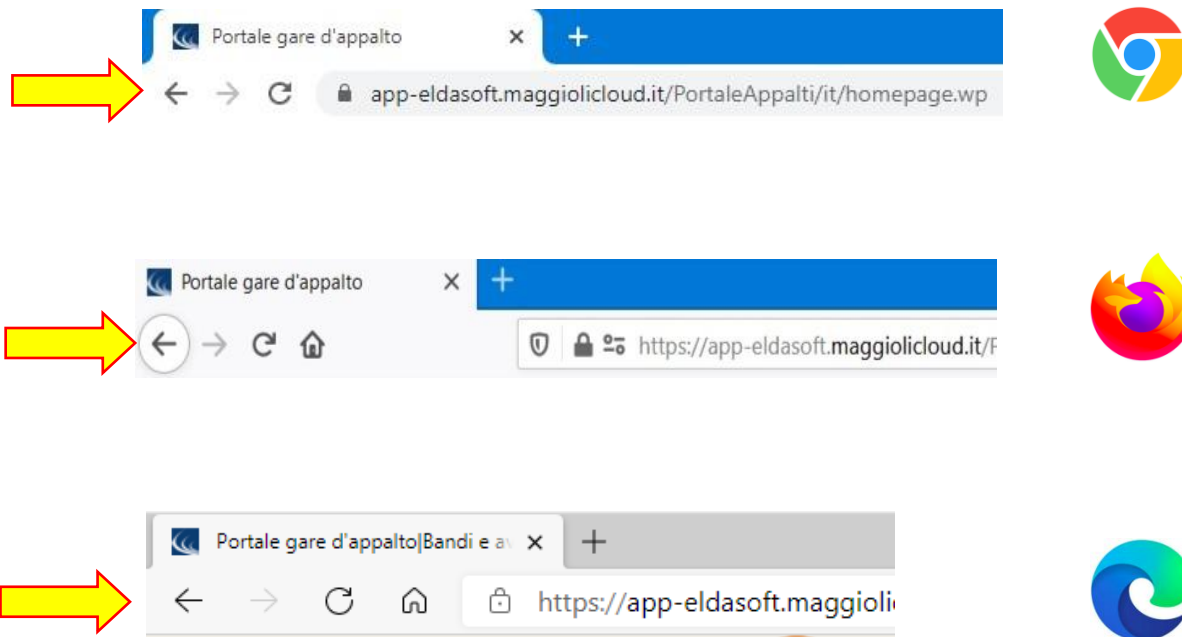 Portale gare d'appalto
app-eldasoft.maggiolicloud.it/PortaleAppalti/it/homepage.wp
Portale gare d'appalto
https://app-eldasoft.maggiolicloud.it/
Portale gare d'appalto|Bandi e av
https://app-eldasoft.maggioli